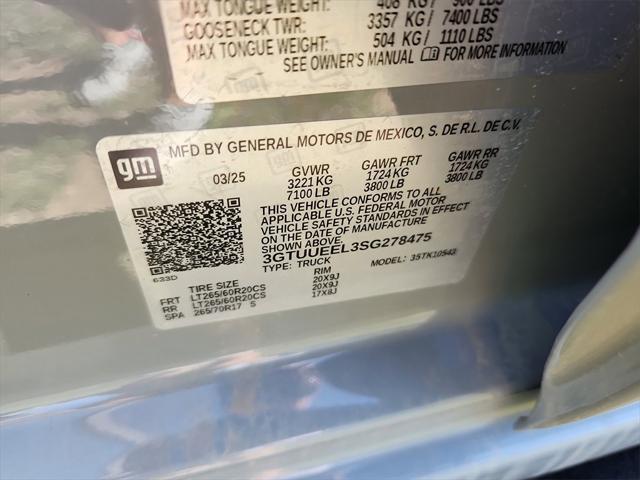 MAX TONGUE WEIGHT: 408 KG / 900 LBS
GOOSENECK TWR: 3357 KG / 7400 LBS
MAX TONGUE WEIGHT: 504 KG / 1110 LBS
SEE OWNER'S MANUAL FOR MORE INFORMATION
gm
MFD BY GENERAL MOTORS DE MEXICO, S. DE R.L. DE C.V.
03/25 GVWR GAWR FRT GAWR RR
3221 KG 1724 KG 1724 KG
7100 LB 3800 LB 3800 LB
THIS VEHICLE CONFORMS TO ALL
APPLICABLE U.S. FEDERAL MOTOR
VEHICLE SAFETY STANDARDS IN EFFECT
ON THE DATE OF MANUFACTURE SHOWN ABOVE.
3GTUUEEL3SG278475
TYPE: TRUCK MODEL: 35TK10543
633D
TIRE SIZE RIM
FRT LT265/60R20CS 20X9J
RR LT265/60R20CS 20X9J
SPA 265/70R17 S 17X8J